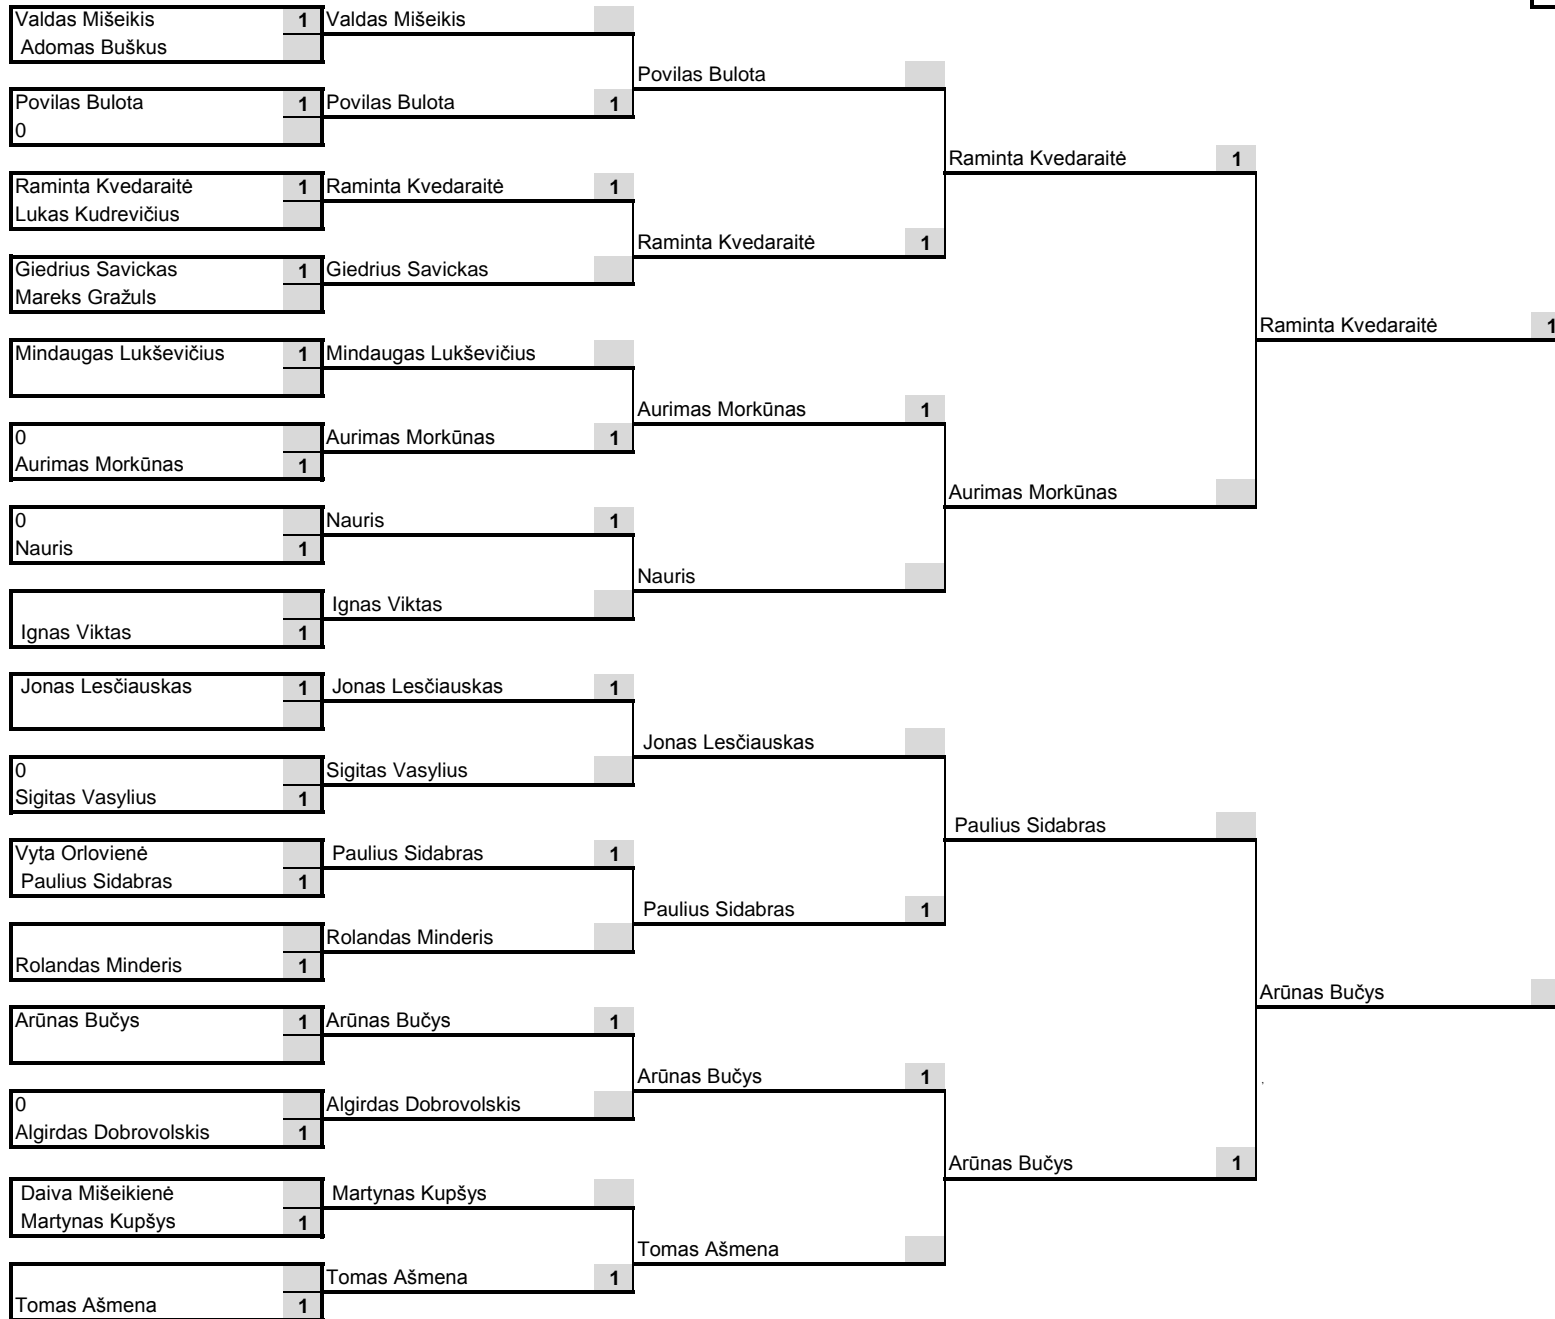 Valdas Mišeikis 1
Adomas Buškus
Povilas Bulota 1
0
Raminta Kvedaraitė 1
Lukas Kudrevičius
Giedrius Savickas 1
Mareks Gražuls
Mindaugas Lukševičius 1
0
Aurimas Morkūnas 1
0
Nauris 1
Ignas Viktas 1
Jonas Lesčiauskas 1
0
Sigitas Vasylius 1
Vyta Orlovienė
Paulius Sidabras 1
Rolandas Minderis 1
Arūnas Bučys 1
0
Algirdas Dobrovolskis 1
Daiva Mišeikienė
Martynas Kupšys 1
Tomas Ašmena 1
Valdas Mišeikis
Povilas Bulota 1
Raminta Kvedaraitė 1
Giedrius Savickas
Mindaugas Lukševičius
Aurimas Morkūnas 1
Nauris 1
Ignas Viktas
Jonas Lesčiauskas 1
Sigitas Vasylius
Paulius Sidabras 1
Rolandas Minderis
Arūnas Bučys 1
Algirdas Dobrovolskis
Martynas Kupšys
Tomas Ašmena 1
Povilas Bulota
Raminta Kvedaraitė 1
Aurimas Morkūnas 1
Nauris
Jonas Lesčiauskas
Paulius Sidabras 1
Arūnas Bučys 1
Tomas Ašmena
Raminta Kvedaraitė 1
Aurimas Morkūnas
Paulius Sidabras
Arūnas Bučys 1
Raminta Kvedaraitė 1
Arūnas Bučys